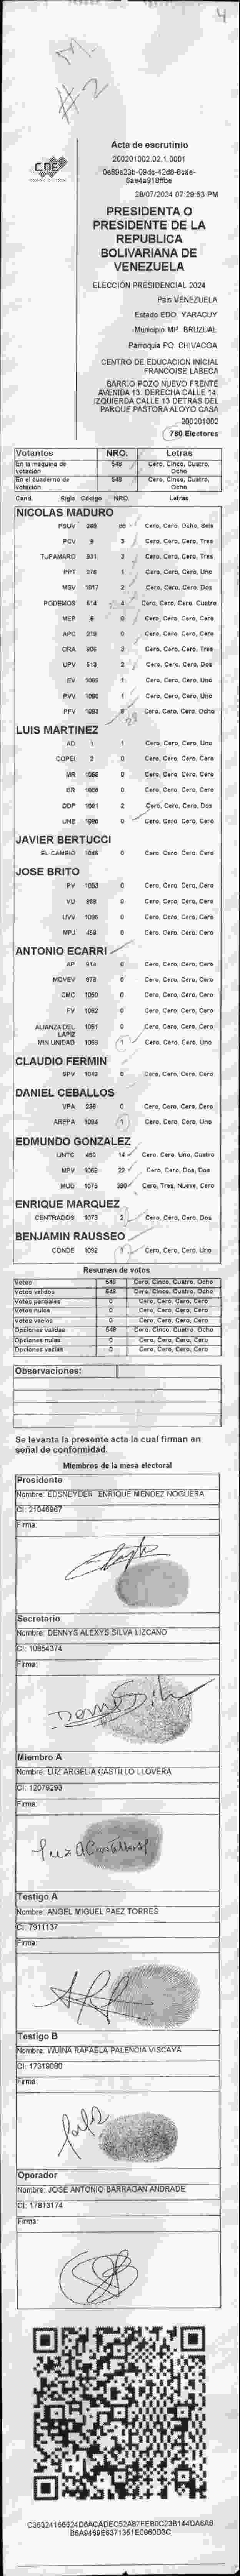 4
# 2
CNE
Acta de escrutinio
200201002.02.1.0001
28/07/2024 07:29:53 PM
PRESIDENTA O
PRESIDENTE DE LA
REPUBLICA
BOLIVARIANA DE
VENEZUELA
ELECCIÓN PRESIDENCIAL 2024
Pais VENEZUELA
Estado EDO. YARACUY
Municipio MP. BRUZUAL
Parroquia PQ. CHIVACOA
CENTRO DE EDUCACION INICIAL
FRANCOISE LABECA
BARRIO POZO NUEVO FRENTE
AVENIDA 13. DERECHA CALLE 14.
IZQUIERDA CALLE 13 DETRAS DEL
PARQUE PASTORA ALOYO CASA
200201002
780 Electores
Votantes NRO. Letras
En la maquina de votación 548 Cero, Cinco, Cuatro, Ocho
En el cuaderno de votación 548 Cero, Cinco, Cuatro, Ocho
Cand. Sigla Código NRO. Letras
NICOLAS MADURO
PSUV 269 86 Cero, Cero, Ocho, Seis
PCV 9 3 Cero, Cero, Cero, Tres
TUPAMARO 931 3 Cero, Cero, Cero, Tres
PPT 278 1 Cero, Cero, Cero, Uno
MSV 1017 2 Cero, Cero, Cero, Dos
PODEMOS 614 4 Cero, Cero, Cero, Cuatro
MEP 6 0 Cero, Cero, Cero, Cero
APC 219 0 Cero, Cero, Cero, Cero
ORA 906 3 Cero, Cero, Cero, Tres
UPV 513 2 Cero, Cero, Cero, Dos
EV 1089 1 Cero, Cero, Cero, Uno
PVV 1090 1 Cero, Cero, Cero, Uno
PFV 1093 8 Cero, Cero, Cero, Ocho
LUIS MARTINEZ
AD 1 1 Cero, Cero, Cero, Uno
COPEI 2 0 Cero, Cero, Cero, Cero
MR 1055 0 Cero, Cero, Cero, Cero
BR 1056 0 Cero, Cero, Cero, Cero
DDP 1091 2 Cero, Cero, Cero, Dos
UNE 1096 0 Cero, Cero, Cero, Cero
JAVIER BERTUCCI
EL CAMBIO 1048 0 Cero, Cero, Cero, Cero
JOSE BRITO
PV 1053 0 Cero, Cero, Cero, Cero
VU 969 0 Cero, Cero, Cero, Cero
UVV 1095 0 Cero, Cero, Cero, Cero
MPJ 458 0 Cero, Cero, Cero, Cero
ANTONIO ECARRI
AP 914 0 Cero, Cero, Cero, Cero
MOVEV 878 0 Cero, Cero, Cero, Cero
CMC 1050 0 Cero, Cero, Cero, Cero
FV 1062 0 Cero, Cero, Cero, Cero
ALIANZA DEL LAPIZ 1051 0 Cero, Cero, Cero, Cero
MIN UNIDAD 1068 1 Cero, Cero, Cero, Uno
CLAUDIO FERMIN
SPV 1049 0 Cero, Cero, Cero, Cero
DANIEL CEBALLOS
VPA 236 0 Cero, Cero, Cero, Cero
AREPA 1094 1 Cero, Cero, Cero, Uno
EDMUNDO GONZALEZ
UNTC 460 14 Cero, Cero, Uno, Cuatro
MPV 1069 22 Cero, Cero, Dos, Dos
MUD 1075 390 Cero, Tres, Nueve, Cero
ENRIQUE MARQUEZ
CENTRADOS 1073 2 Cero, Cero, Cero, Dos
BENJAMIN RAUSSEO
CONDE 1092 1 Cero, Cero, Cero, Uno
Resumen de votos
Votos 548 Cero, Cinco, Cuatro, Ocho
Votos validos 548 Cero, Cinco, Cuatro, Ocho
Votos parciales 0 Cero, Cero, Cero, Cero
Votos nulos 0 Cero, Cero, Cero, Cero
Votos vacios 0 Cero, Cero, Cero, Cero
Opciones validas 548 Cero, Cinco, Cuatro, Ocho
Opciones nulas 0 Cero, Cero, Cero, Cero
Opciones vacias 0 Cero, Cero, Cero, Cero
Observaciones:
Se levanta la presente acta la cual firman en
señal de conformidad.
Miembros de la mesa electoral
Presidente
Nombre: EDSNEYDER ENRIQUE MENDEZ NOGUERA
CI: 21046967
Firma:
Secretario
Nombre: DENNYS ALEXYS SILVA LIZCANO
CI: 10854374
Firma:
Miembro A
Nombre: LUZ ARGELIA CASTILLO LLOVERA
CI: 12079293
Firma:
Testigo A
Nombre: ANGEL MIGUEL PAEZ TORRES
CI: 7911137
Firma:
Testigo B
Nombre: WUINA RAFAELA PALENCIA VISCAYA
CI: 17319080
Firma:
Operador
Nombre: JOSE ANTONIO BARRAGAN ANDRADE
CI: 17813174
Firma: